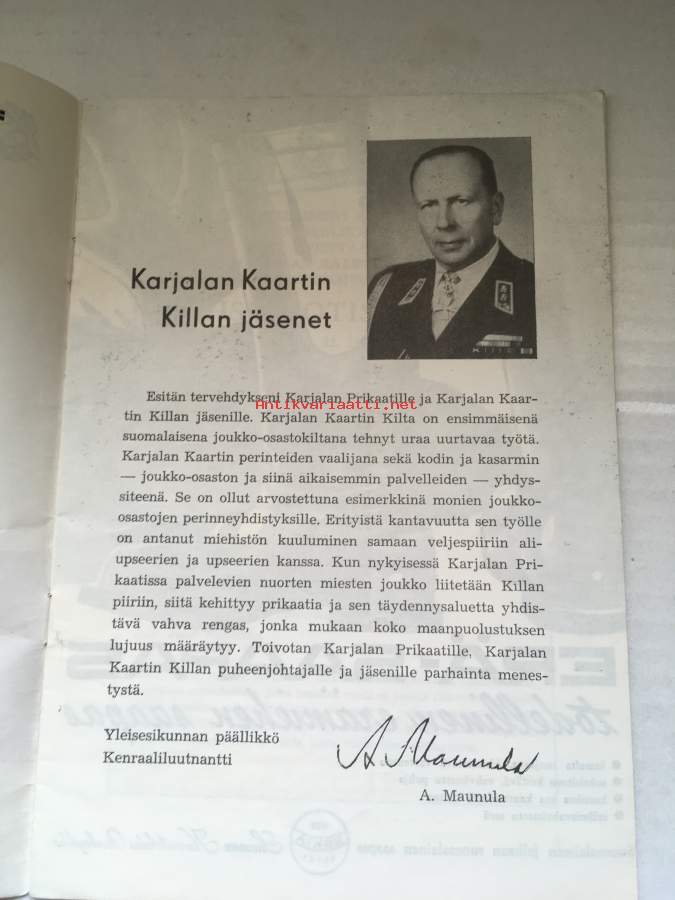 Karjalan Kaartin
Killan jäsenet
Esitän tervehdykseni Karjalan Prikaatille ja Karjalan Kaar-
Antikvariaatti.net
tin Killan jäsenille. Karjalan Kaartin Kilta on ensimmäisenä
suomalaisena joukko-osastokiltana tehnyt uraa uurtavaa työtä.
Karjalan Kaartin perinteiden vaalijana sekä kodin ja kasarmin
— joukko-osaston ja siinä aikaisemmin palvelleiden — yhdys-
siteenä. Se on ollut arvostettuna esimerkkinä monien joukko-
osastojen perinneyhdistyksille. Erityistä kantavuutta sen työlle
on antanut miehistön kuuluminen samaan veljespiiriin ali-
upseerien ja upseerien kanssa. Kun nykyisessä Karjalan Pri-
kaatissa palvelevien nuorten miesten joukko liitetään Killan
piiriin, siitä kehittyy prikaatia ja sen täydennysaluetta yhdis-
tävä vahva rengas, jonka mukaan koko maanpuolustuksen
lujuus määräytyy. Toivotan Karjalan Prikaatille, Karjalan
Kaartin Killan puheenjohtajalle ja jäsenille parhainta menes-
tystä.
Yleisesikunnan päällikkö
Kenraaliluutnantti
A. Maunula
A. Maunula